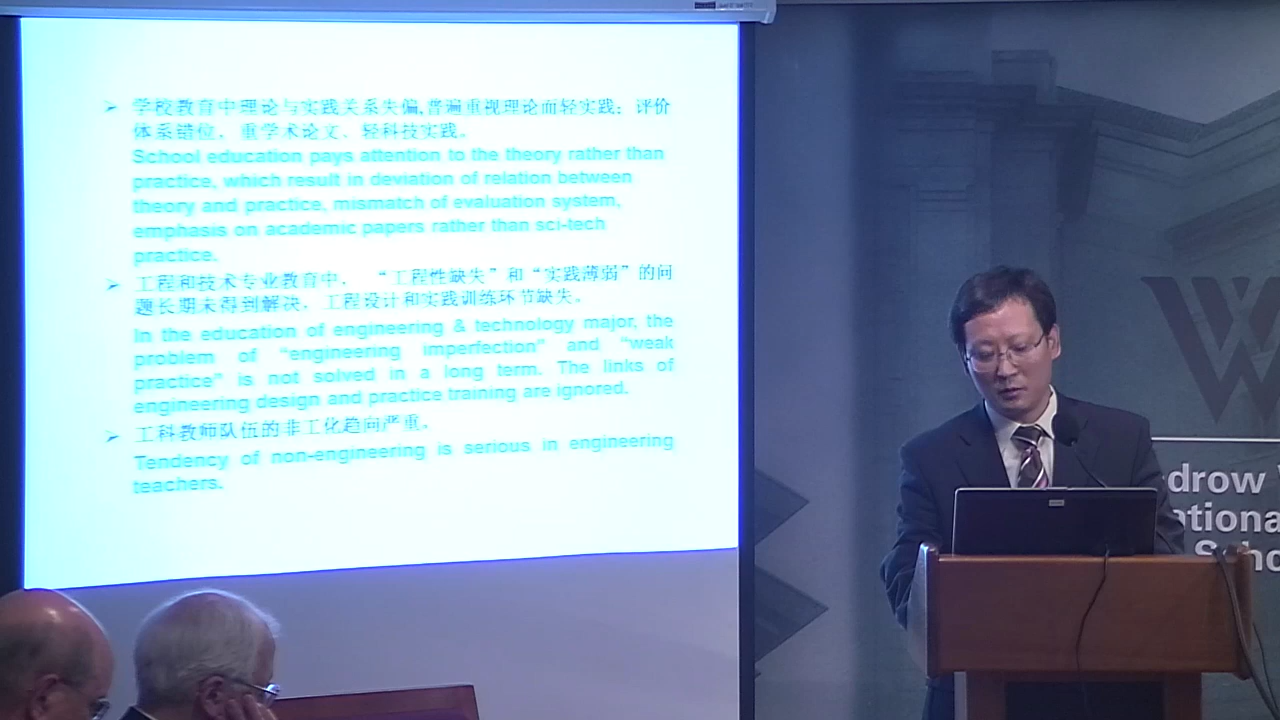 学校教育中理论与实践关系失偏,普遍重视理论而轻实践；评价
体系错位，重学术论文、轻科技实践。
School education pays attention to the theory rather than
practice, which result in deviation of relation between
theory and practice, mismatch of evaluation system,
emphasis on academic papers rather than sci-tech
practice.
工程和技术专业教育中， “工程性缺失”和“实践薄弱”的问
题长期未得到解决，工程设计和实践训练环节缺失。
In the education of engineering & technology major, the
problem of "engineering imperfection" and "weak
practice" is not solved in a long term. The links of
engineering design and practice training are ignored.
工科教师队伍的非工化趋向严重。
Tendency of non-engineering is serious in engineering
teachers.
W
drow
ationa
Scho